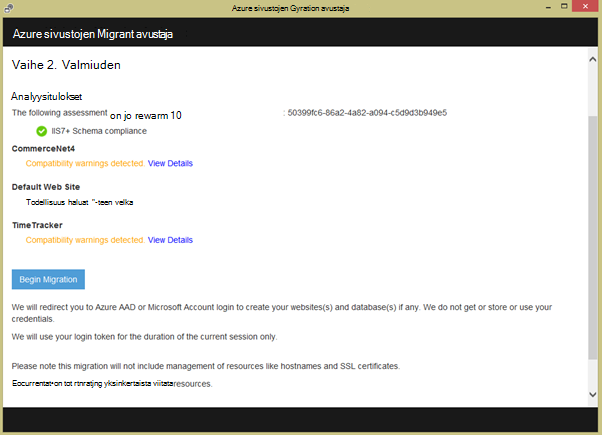 Azure sivustojen Gyration avustaja
Azure sivustojen Migrant avustaja
Vaihe 2. Valmiuden
Analyysitulokset
The following assessment on jo rewarm 10 : 50399fc6-86a2-4a82-a094-c5d9d3b949e5
IIS7+ Schema compliance
CommerceNet4
Compatibility warnings detected. View Details
Default Web Site
Todellisuus haluat "-teen velka
TimeTracker
Compatibility warnings detected. View Details
Begin Migration
We will redirect you to Azure AAD or Microsoft Account login to create your websites(s) and database(s) if any. We do not get or store or use your
credentials.
We will use your login token for the duration of the current session only.
Please note this migration will not include management of resources like hostnames and SSL certificates.
yksinkertaista viitata resources.